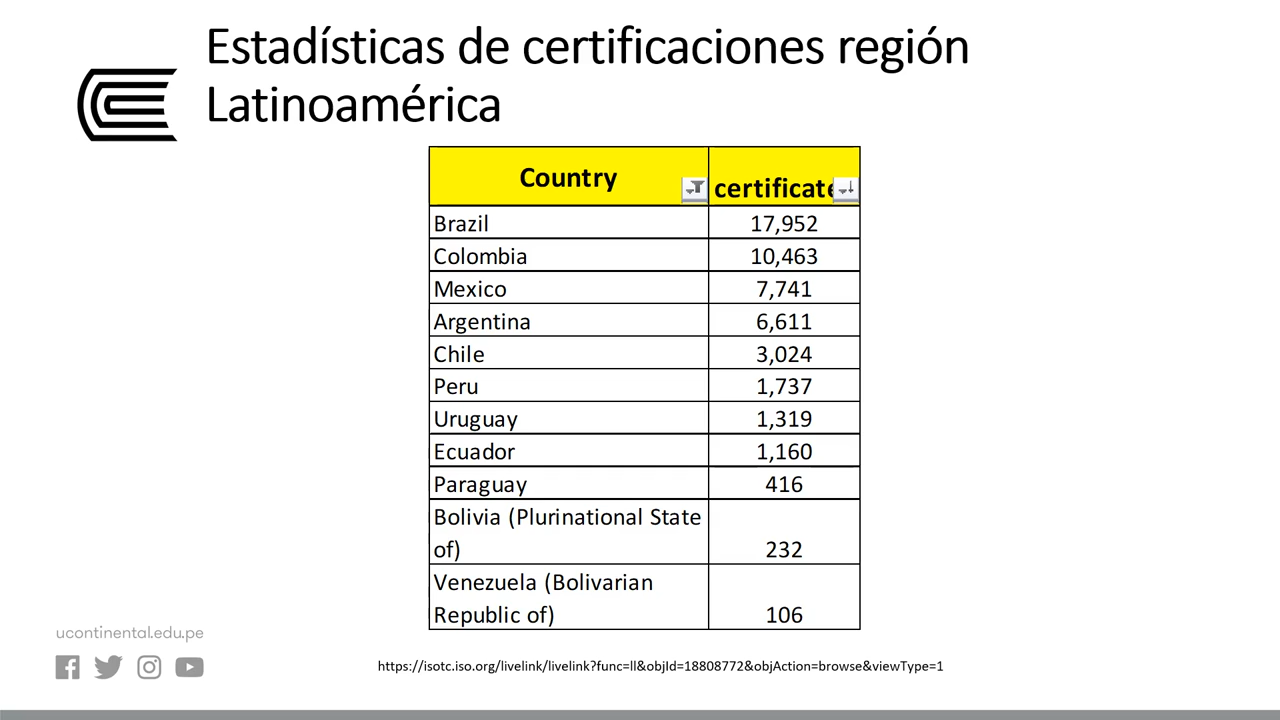 Estadísticas de certificaciones región
Latinoamérica
Country
certificate
Brazil 17,952
Colombia 10,463
Mexico 7,741
Argentina 6,611
Chile 3,024
Peru 1,737
Uruguay 1,319
Ecuador 1,160
Paraguay 416
Bolivia (Plurinational State
of) 232
Venezuela (Bolivarian
Republic of) 106
ucontinental.edu.pe
https://isotc.iso.org/livelink/livelink?func=ll&objId=18808772&objAction=browse&viewType=1